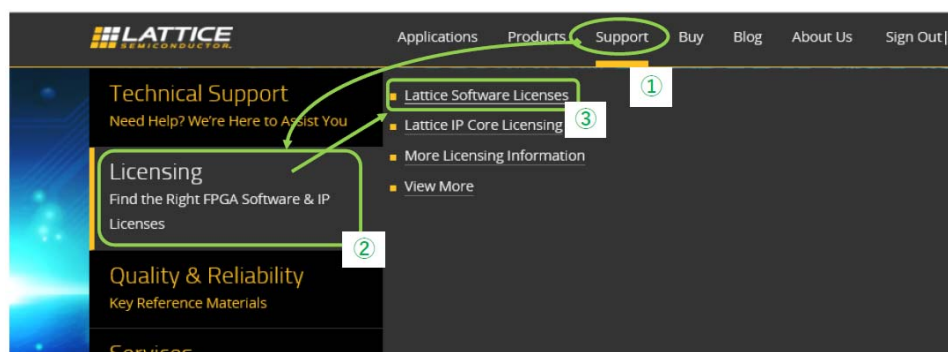 LATTICE
SEMICONDUCTOR.
Applications Products Support Buy Blog About Us Sign Out|
①
Technical Support
Need Help? We're Here to Assist You
Lattice Software Licenses
③
Lattice IP Core Licensing
More Licensing Information
View More
Licensing
Find the Right FPGA Software & IP
Licenses
②
Quality & Reliability
Key Reference Materials
Services